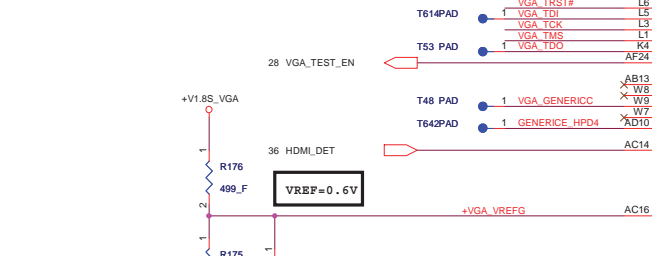 VGA_TRST# L6
T614PAD 1 VGA_TDI L5
VGA_TCK L3
VGA_TMS L1
T53 PAD 1 VGA_TDO K4
28 VGA_TEST_EN AF24
AB13
W8
+V1.8S_VGA
T48 PAD 1 VGA_GENERICC W9
W7
T642PAD 1 GENERICE_HPD4 AD10
36 HDMI_DET AC14
1
R176
499_F
VREF=0.6V
2
+VGA_VREFG AC16
1
1
R175